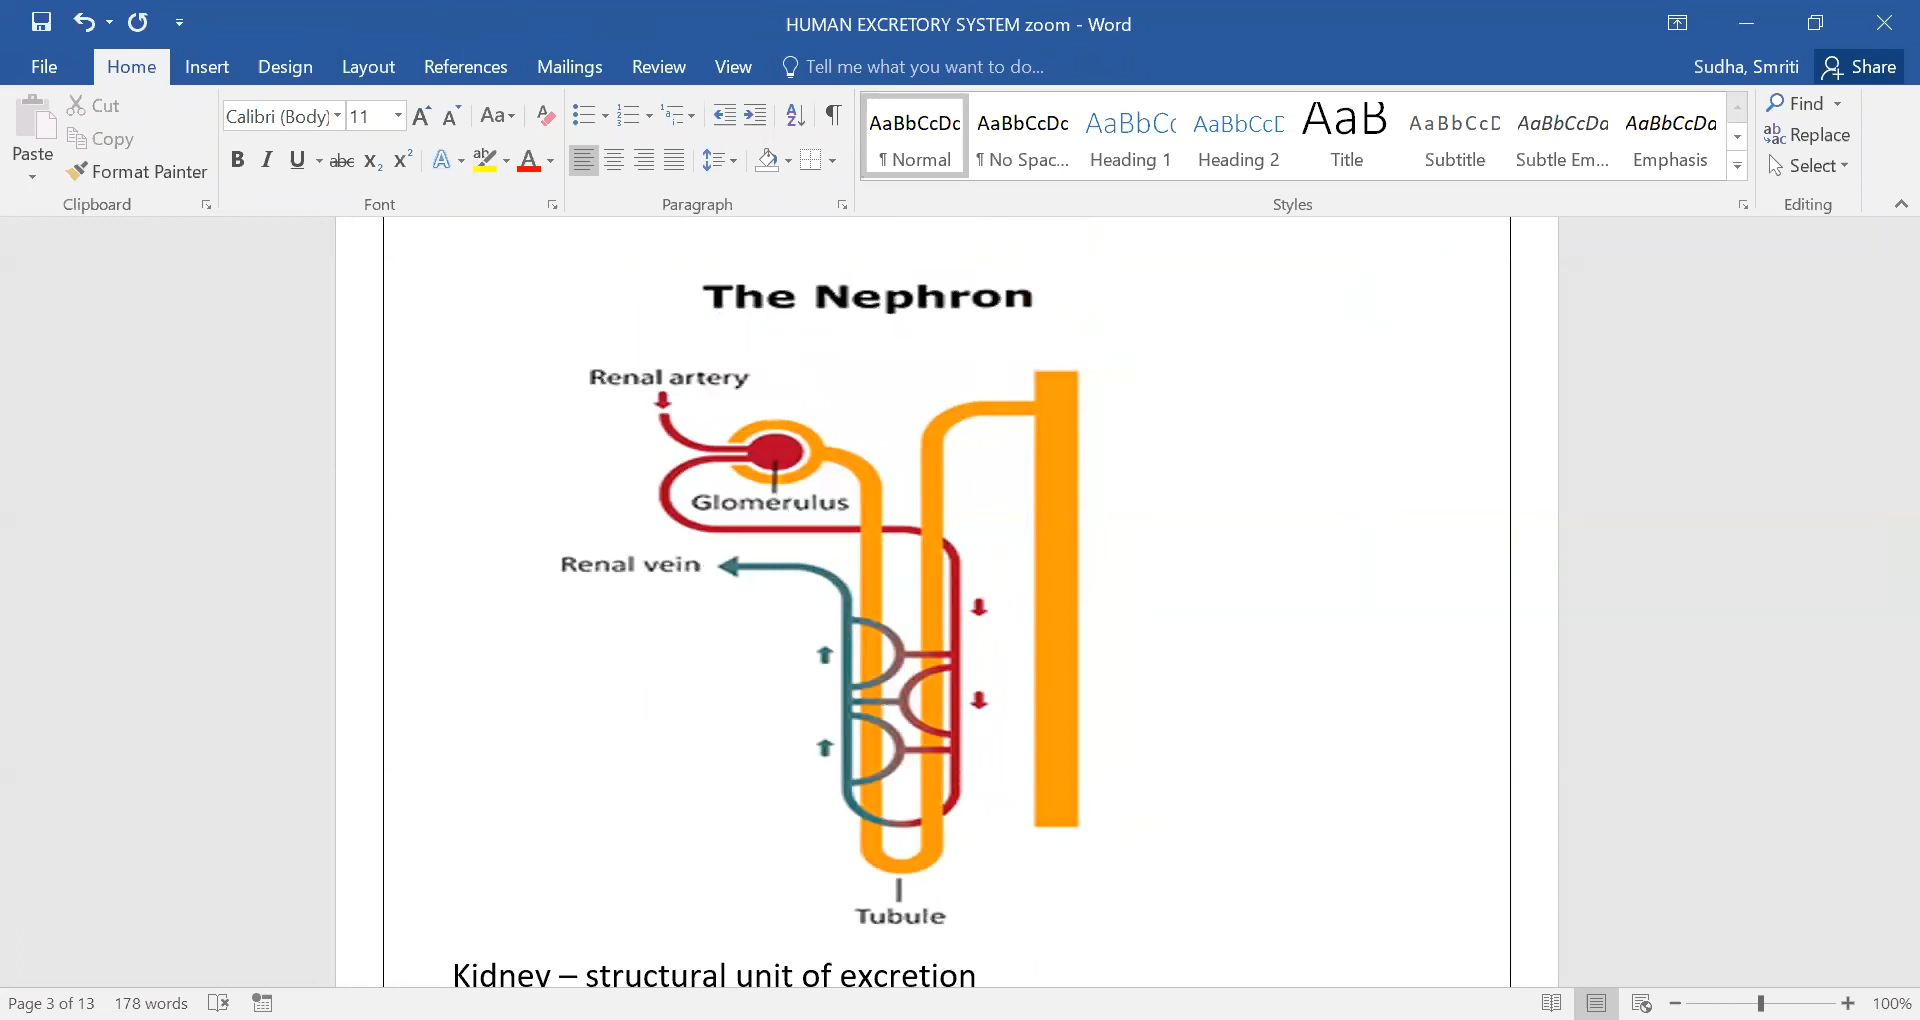 HUMAN EXCRETORY SYSTEM zoom - Word
File Home Insert Design Layout References Mailings Review View Tell me what you want to do... Sudha, Smriti Share
Paste
Cut
Copy
Format Painter
Clipboard
Calibri (Body) 11
Font
Paragraph
AaBbCcDc AaBbCcDc AaBbCc AaBbCcD AaB AaBbCcD AaBbCcDa AaBbCcDa
¶ Normal ¶ No Spac... Heading 1 Heading 2 Title Subtitle Subtle Em... Emphasis
Styles
Find
Replace
Select
Editing
The Nephron
Renal artery
Glomerulus
Renal vein
Tubule
Kidney – structural unit of excretion
Page 3 of 13 178 words 100%